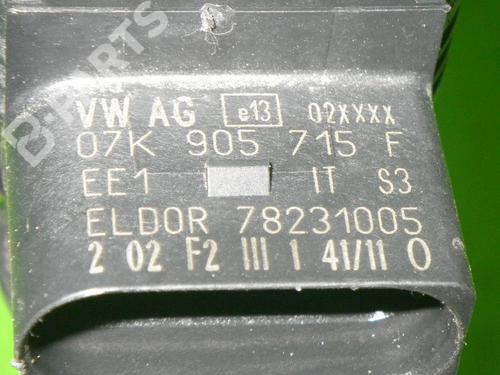 B-PARTS
VW AG e13 02XXXX
07K 905 715 F
EE1 IT S3
ELDOR 78231005
2 02 F2 III 1 41/11 O